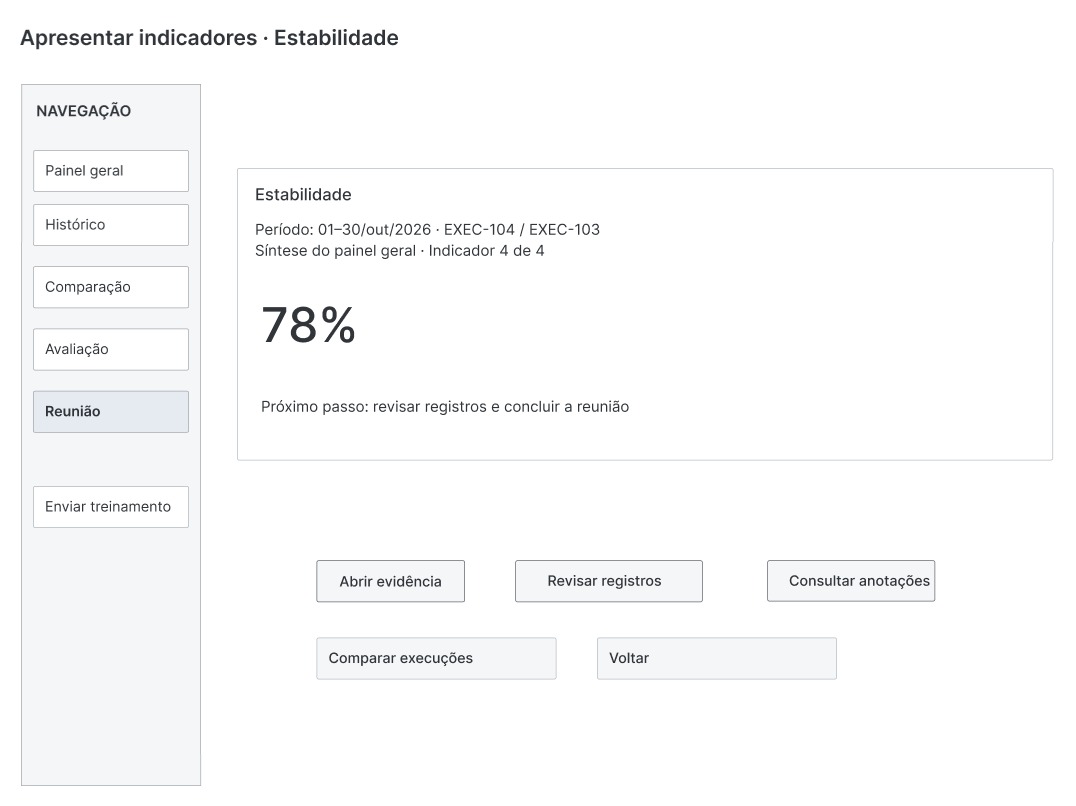 Apresentar indicadores · Estabilidade
NAVEGAÇÃO
Painel geral
Histórico
Comparação
Avaliação
Reunião
Enviar treinamento
Estabilidade
Período: 01–30/out/2026 · EXEC-104 / EXEC-103
Síntese do painel geral · Indicador 4 de 4
78%
Próximo passo: revisar registros e concluir a reunião
Abrir evidência
Revisar registros
Consultar anotações
Comparar execuções
Voltar